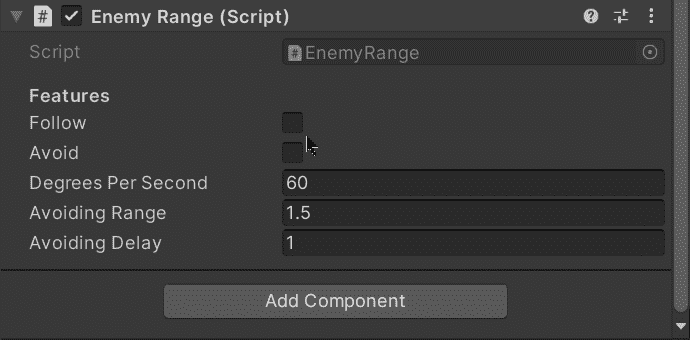 Enemy Range (Script)
Script
EnemyRange
Features
Follow
Avoid
Degrees Per Second
60
Avoiding Range
1.5
Avoiding Delay
1
Add Component